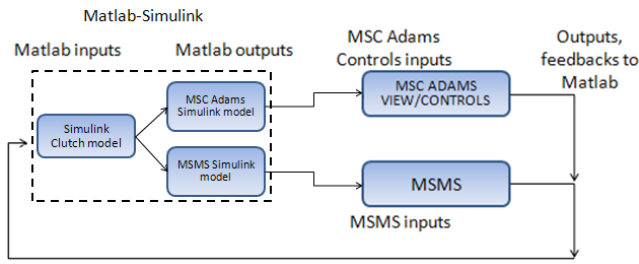 Matlab-Simulink
Matlab inputs
Matlab outputs
MSC Adams
Controls inputs
Outputs,
feedbacks to
Matlab
Simulink
Clutch model
MSC Adams
Simulink model
MSMS Simulink
model
MSC ADAMS
VIEW/CONTROLS
MSMS
MSMS inputs